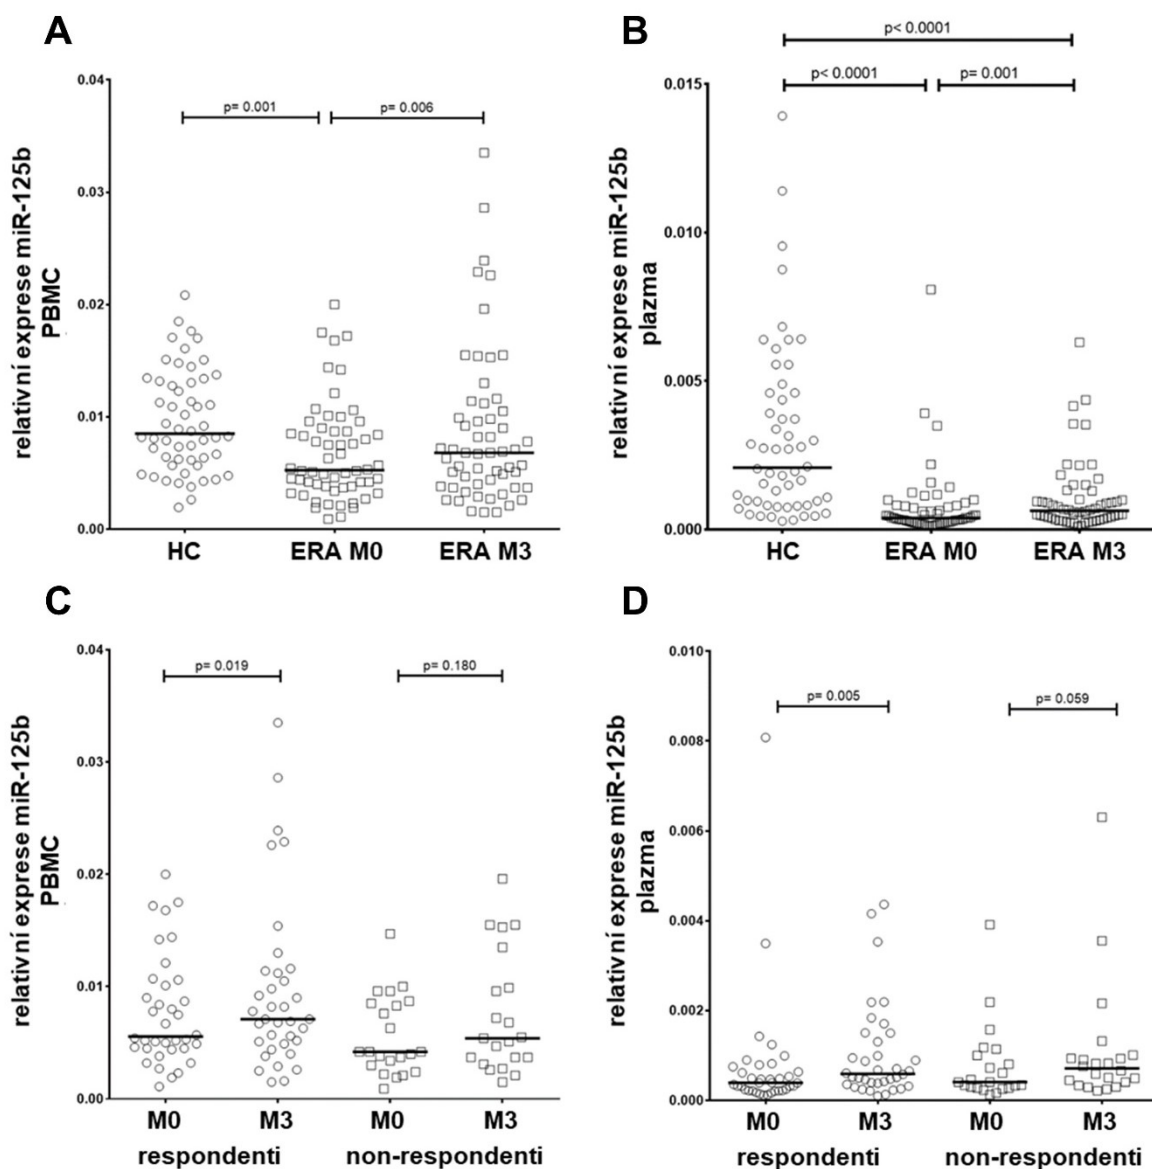 A
relativní exprese miR-125b
PBMC
0.04
0.03
0.02
0.01
0.00
p= 0.001
p= 0.006
HC
ERA M0
ERA M3
B
relativní exprese miR-125b
plazma
0.015
0.010
0.005
0.000
p< 0.0001
p< 0.0001
p= 0.001
HC
ERA M0
ERA M3
C
relativní exprese miR-125b
PBMC
0.04
0.03
0.02
0.01
0.00
p= 0.019
p= 0.180
M0
M3
M0
M3
respondenti
non-respondenti
D
relativní exprese miR-125b
plazma
0.010
0.008
0.006
0.004
0.002
0.000
p= 0.005
p= 0.059
M0
M3
M0
M3
respondenti
non-respondenti